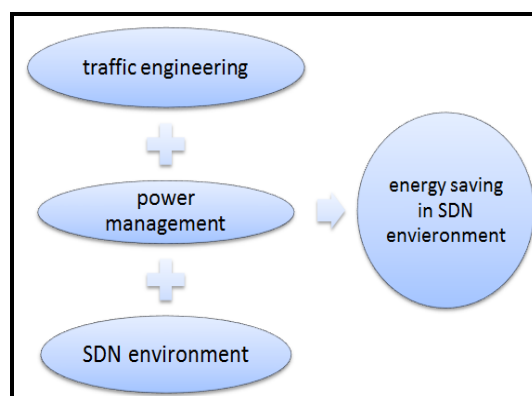 traffic engineering
power
management
SDN environment
energy saving
in SDN
envieronment